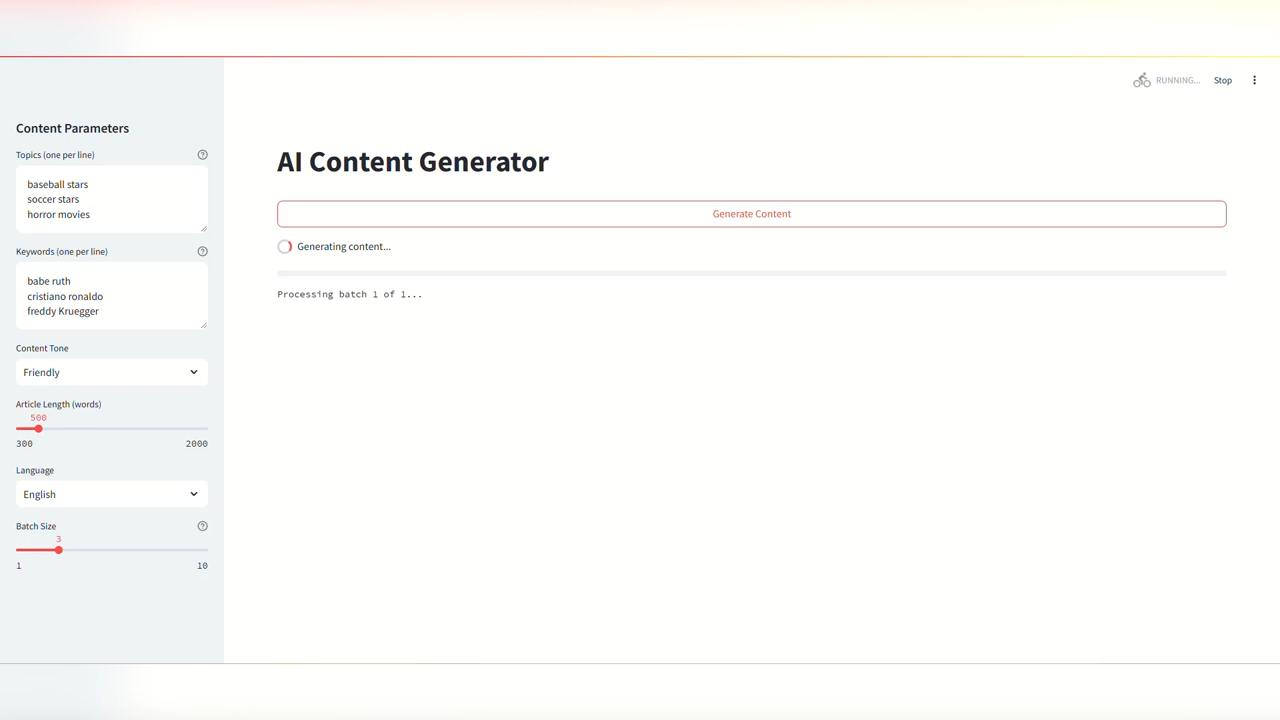 RUNNING...
Stop
Content Parameters
Topics (one per line)
baseball stars
soccer stars
horror movies
Keywords (one per line)
babe ruth
cristiano ronaldo
freddy Kruegger
Content Tone
Friendly
Article Length (words)
500
300
2000
Language
English
Batch Size
3
1
10
AI Content Generator
Generate Content
Generating content...
Processing batch 1 of 1...